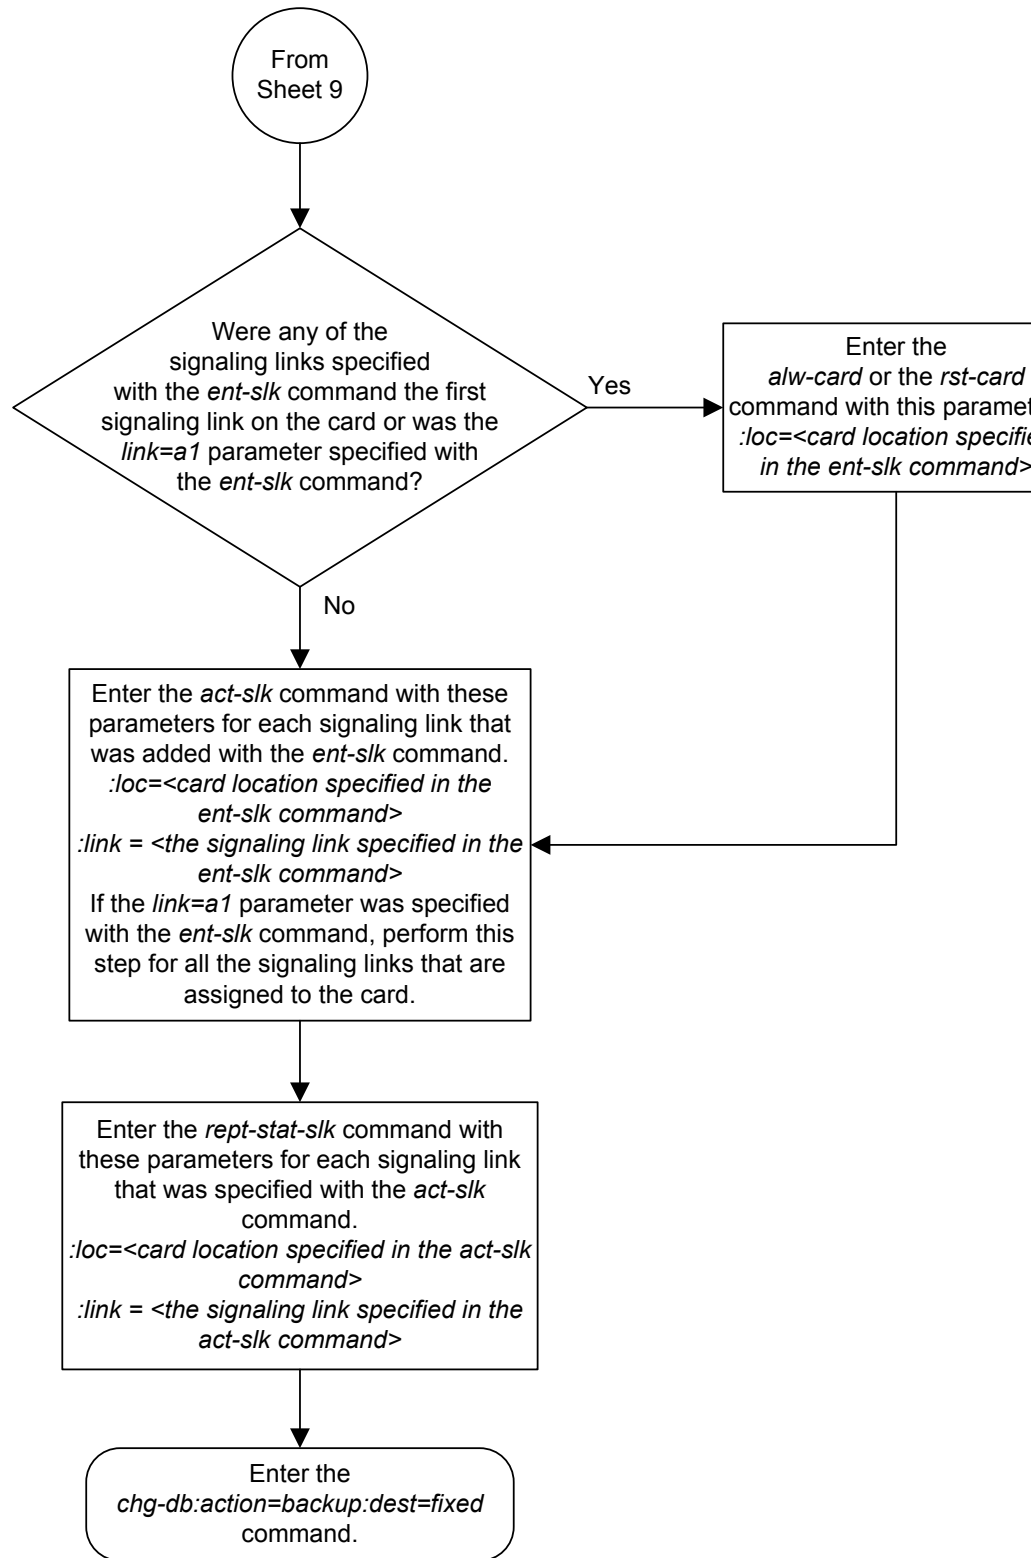 From
Sheet 9
Were any of the
signaling links specified
with the ent-slk command the first
signaling link on the card or was the
link=a1 parameter specified with
the ent-slk command?
Yes
Enter the
alw-card or the rst-card
command with this
:loc=<card location
in the ent-slk command>
No
Enter the act-slk command with these
parameters for each signaling link that
was added with the ent-slk command.
:loc=<card location specified in the
ent-slk command>
:link = <the signaling link specified in the
ent-slk command>
If the link=a1 parameter was specified
with the ent-slk command, perform this
step for all the signaling links that are
assigned to the card.
Enter the rept-stat-slk command with
these parameters for each signaling link
that was specified with the act-slk
command.
:loc=<card location specified in the act-slk
command>
:link = <the signaling link specified in the
act-slk command>
Enter the
chg-db:action=backup:dest=fixed
command.